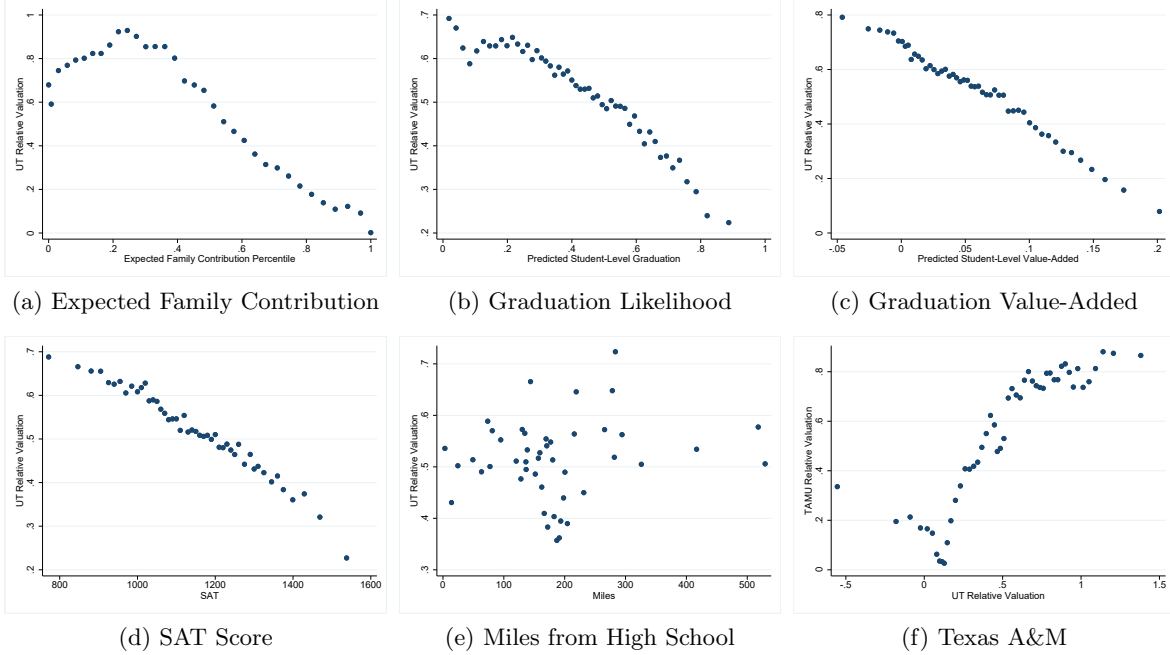 UT Relative Valuation
0 .2 .4 .6 .8 1
0 .2 .4 .6 .8 1
Expected Family Contribution Percentile
(a) Expected Family Contribution
UT Relative Valuation
.2 .3 .4 .5 .6 .7
0 .2 .4 .6 .8 1
Predicted Student-Level Graduation
(b) Graduation Likelihood
UT Relative Valuation
0 .2 .4 .6 .8
-.05 0 .05 .1 .15 .2
Predicted Student-Level Value-Added
(c) Graduation Value-Added
UT Relative Valuation
.2 .3 .4 .5 .6 .7
800 1000 1200 1400 1600
SAT
(d) SAT Score
UT Relative Valuation
.3 .4 .5 .6 .7
0 100 200 300 400 500
Miles
(e) Miles from High School
TAMU Relative Valuation
0 .2 .4 .6 .8
-.5 0 .5 1 1.5
UT Relative Valuation
(f) Texas A&M